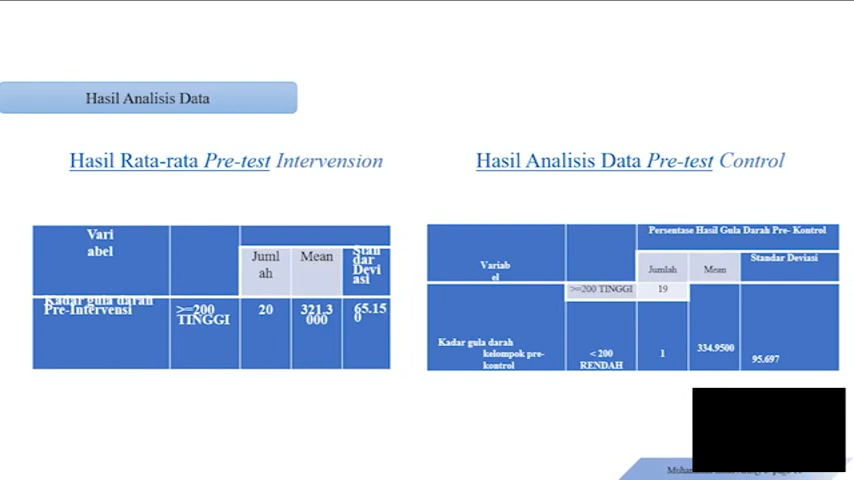 Hasil Analisis Data
Hasil Rata-rata Pre-test Intervension
Vari
abel
Juml
ah
Mean
Stan
dar
Devi
asi
Kadar gula darah
Pre-Intervensi
>=200
TINGGI
20
321.3
000
65.15
0
Hasil Analisis Data Pre-test Control
Persentase Hasil Gula Darah Pre- Kontrol
Variab
el
Jumlah
Mean
Standar Deviasi
>=200 TINGGI
19
Kadar gula darah
kelompok pre-
kontrol
< 200
RENDAH
1
334.9500
95.697